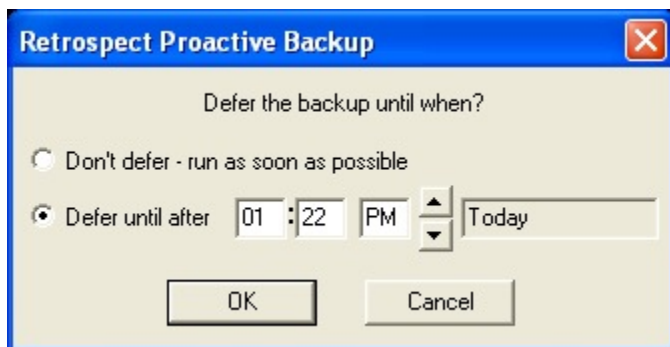 Retrospect Proactive Backup
Defer the backup until when?
Don't defer - run as soon as possible
Defer until after 01 : 22 PM Today
OK Cancel